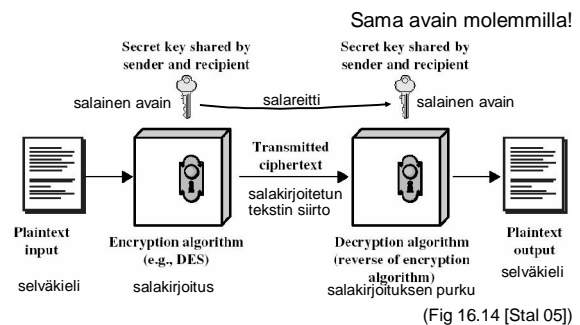 Sama avain molemmilla!
Secret key shared by
sender and recipient
Secret key shared by
sender and recipient
salainen avain
salareitti
salainen avain
Transmitted
ciphertext
salakirjoitetun
tekstin siirto
Plaintext
input
selväkieli
Encryption algorithm
(e.g., DES)
salakirjoitus
Decryption algorithm
(reverse of encryption
algorithm)
salakirjoituksen purku
Plaintext
output
selväkieli
(Fig 16.14 [Stal 05])